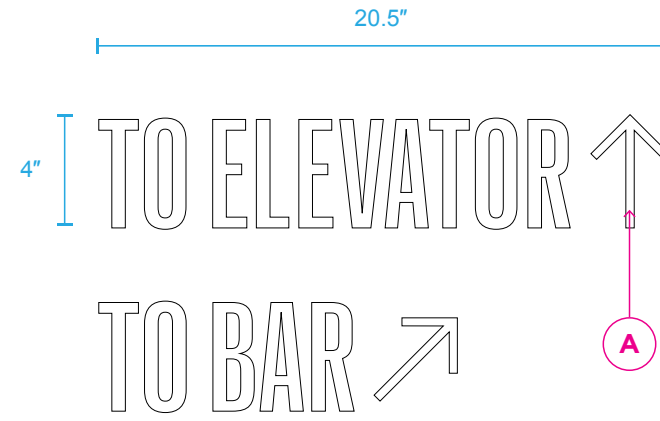 20.5″
4″
TO ELEVATOR ↑
TO BAR ↗
A